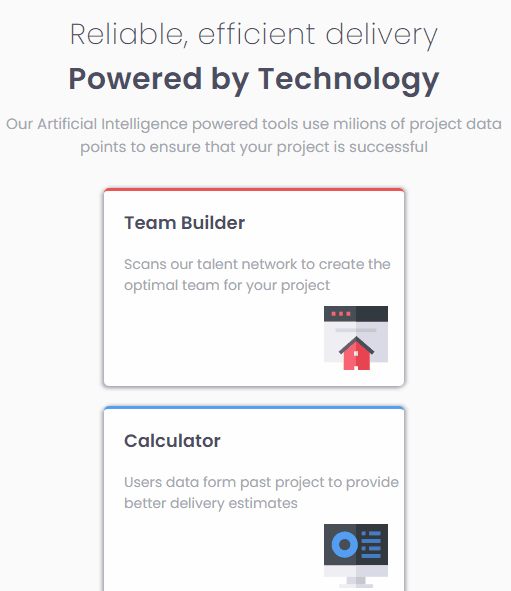 Reliable, efficient delivery
Powered by Technology
Our Artificial Intelligence powered tools use milions of project data
points to ensure that your project is successful
Team Builder
Scans our talent network to create the
optimal team for your project
Calculator
Users data form past project to provide
better delivery estimates